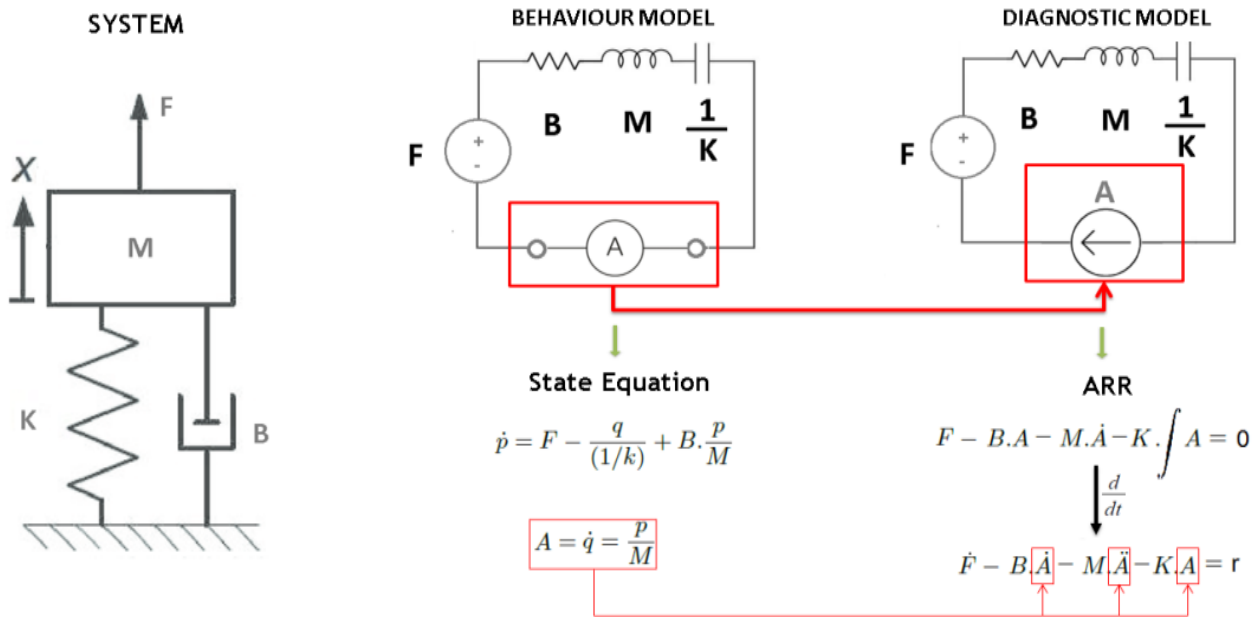 SYSTEM
F
X
M
K
B
BEHAVIOUR MODEL
F
+
-
B M 1/K
A
State Equation
ṗ = F − q/(1/k) + B. p/M
A = q̇ = p/M
DIAGNOSTIC MODEL
F
+
-
B M 1/K
A
ARR
F − B.A − M.Ȧ − K.∫ A = 0
d/dt
Ḟ − B.Ȧ − M.Ä − K.A = r